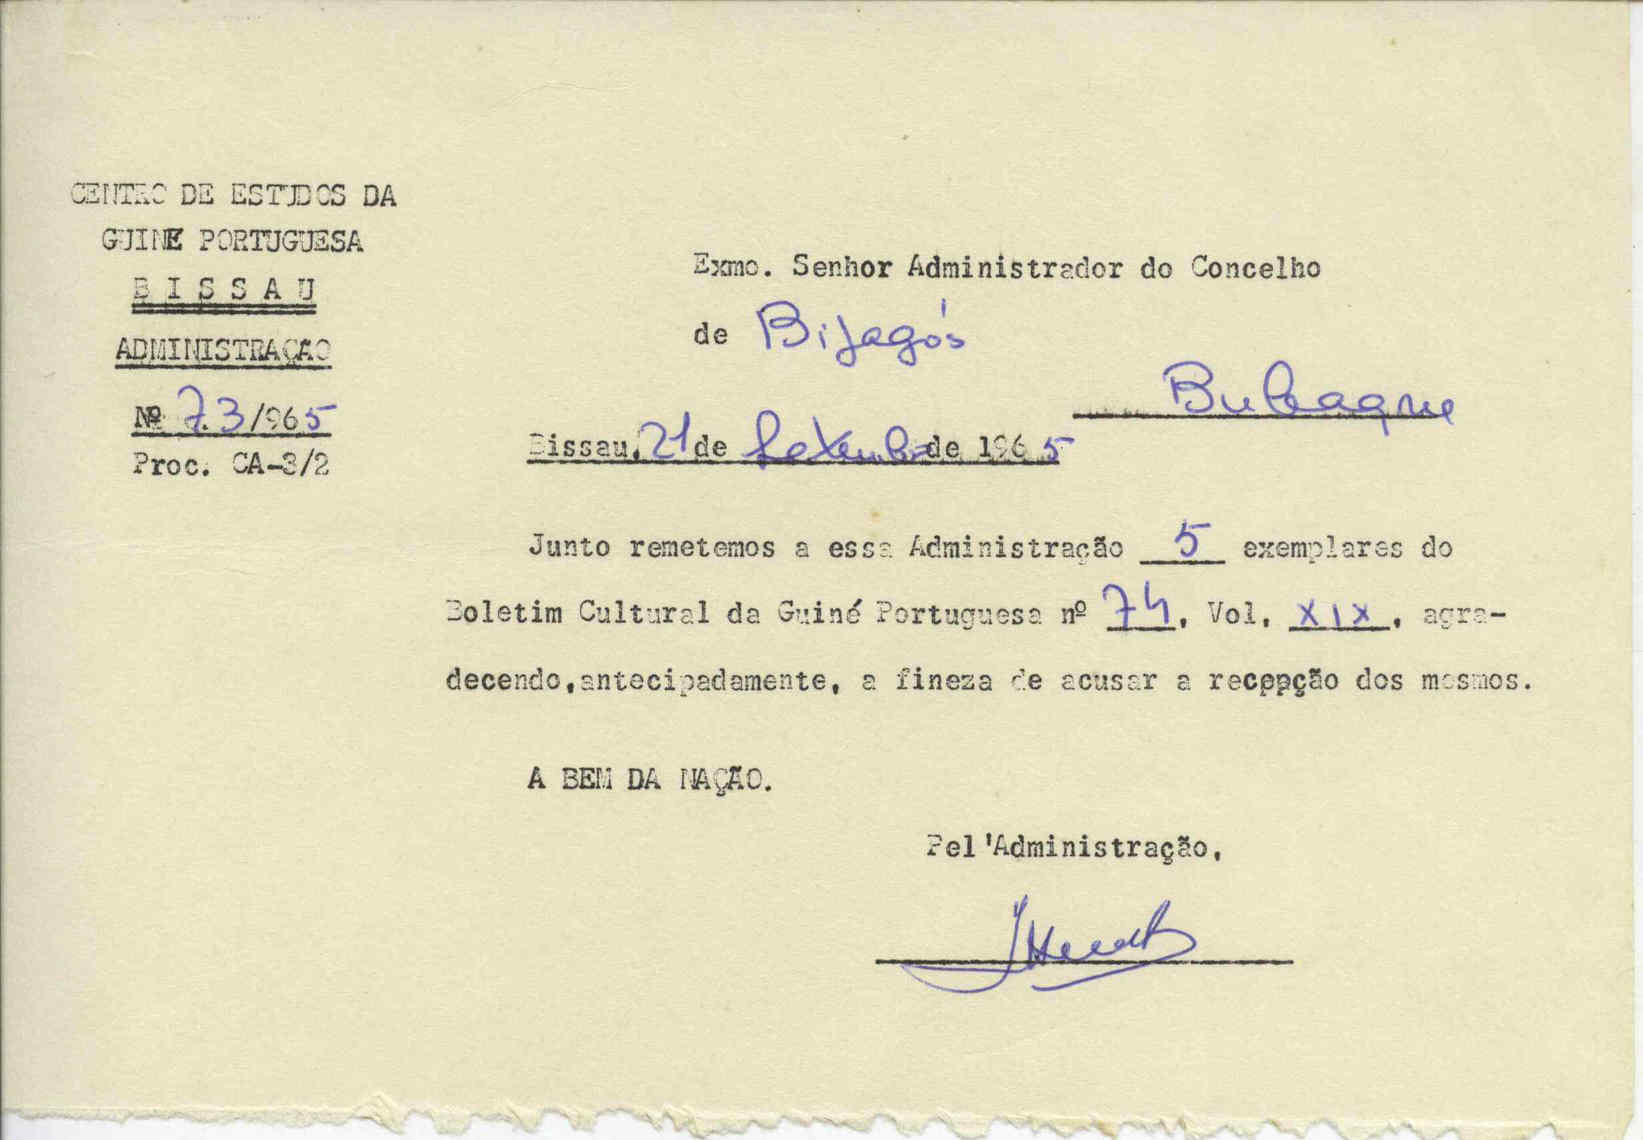 CENTRO DE ESTUDOS DA
GUINÉ PORTUGUESA
BISSAU
ADMINISTRAÇÃO
Nº 73/965
Proc. CA-3/2
Exmo. Senhor Administrador do Concelho
de Bijagós
Bubaque
Bissau, 21 de Setembro de 1965
Junto remetemos a essa Administração 5 exemplares do
Boletim Cultural da Guiné Portuguesa nº 74, Vol. XIX, agra-
decendo,antecipadamente, a fineza de acusar a recepção dos mesmos.
A BEM DA NAÇÃO.
Pel'Administração,